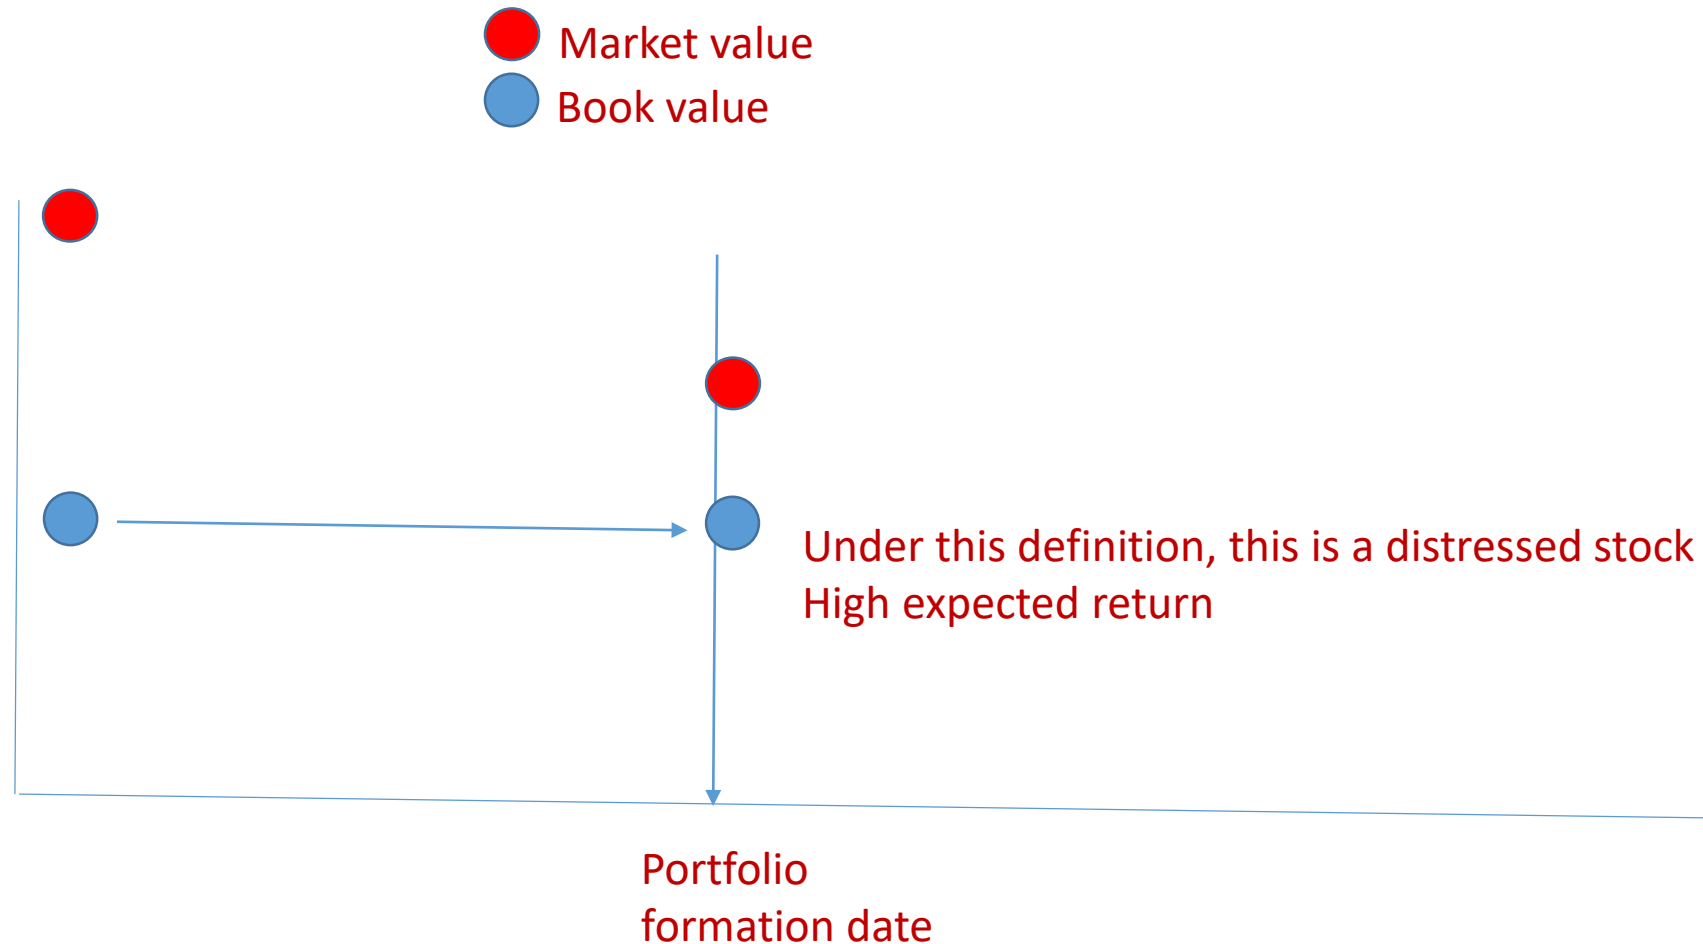 Market value
Book value
Under this definition, this is a distressed stock
High expected return
Portfolio
formation date